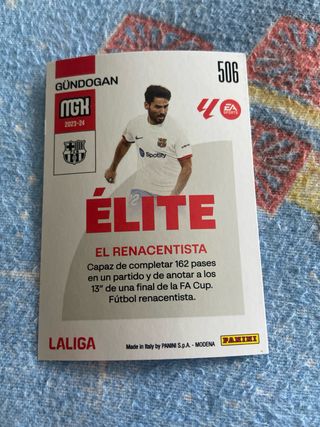 GÜNDOGAN
506
MGK
2023-24
EA
SPORTS
Spotify
ÉLITE
EL RENACENTISTA
Capaz de completar 162 pases
en un partido y de anotar a los
13” de una final de la FA Cup.
Fútbol renacentista.
LALIGA
Made in Italy by PANINI S.p.A. - MODENA
PANINI